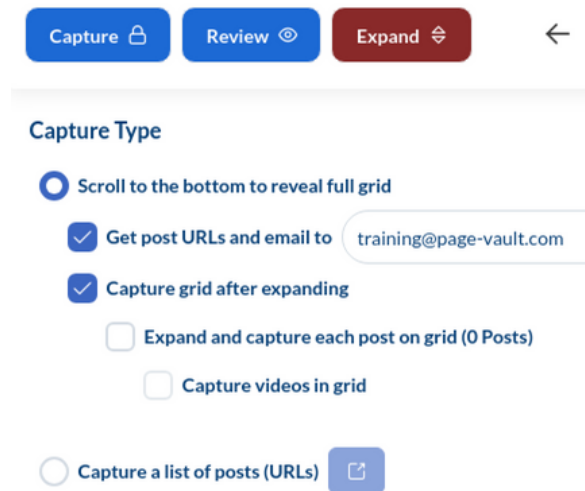 Capture
Review
Expand
Capture Type
Scroll to the bottom to reveal full grid
Get post URLs and email to
training@page-vault.com
Capture grid after expanding
Expand and capture each post on grid (0 Posts)
Capture videos in grid
Capture a list of posts (URLs)